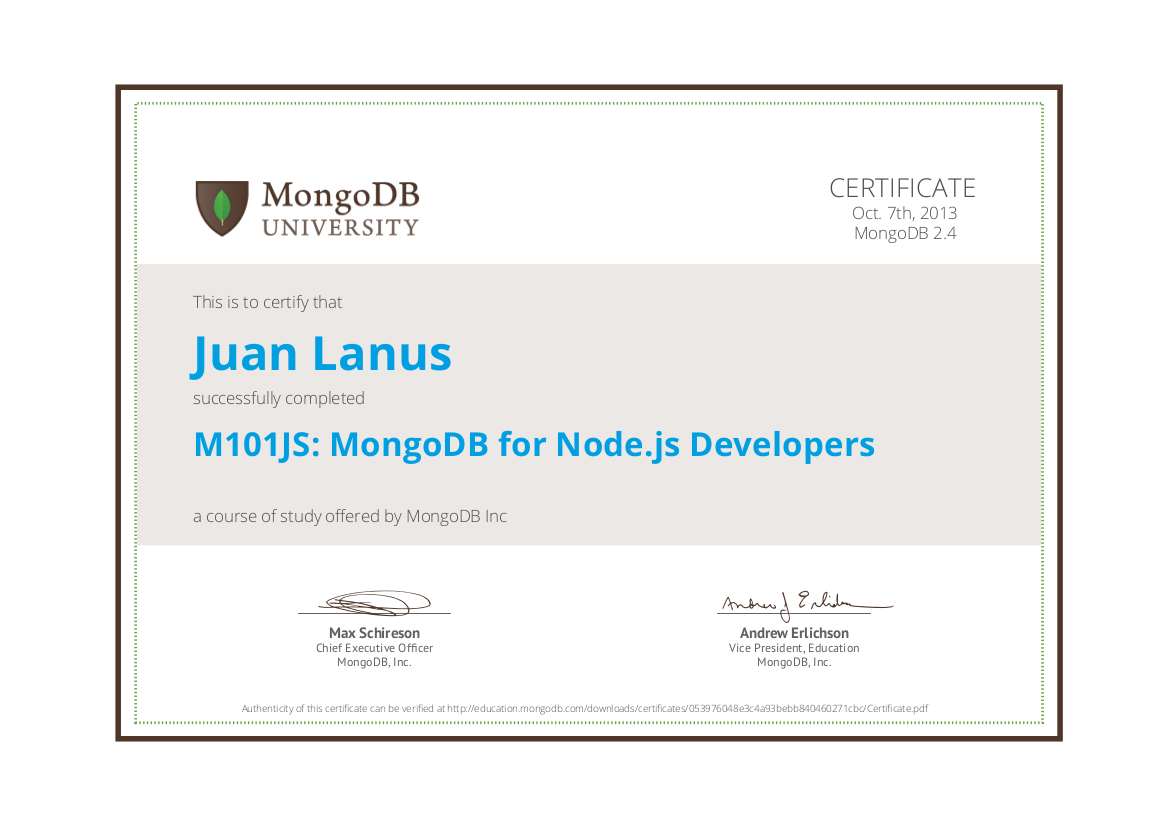 MongoDB
UNIVERSITY
CERTIFICATE
Oct. 7th, 2013
MongoDB 2.4
This is to certify that
Juan Lanus
successfully completed
M101JS: MongoDB for Node.js Developers
a course of study offered by MongoDB Inc
Andrew J Erlichson
Max Schireson
Chief Executive Officer
MongoDB, Inc.
Andrew Erlichson
Vice President, Education
MongoDB, Inc.
Authenticity of this certificate can be verified at http://education.mongodb.com/downloads/certificates/053976048e3c4a93bebb840460271cbc/Certificate.pdf